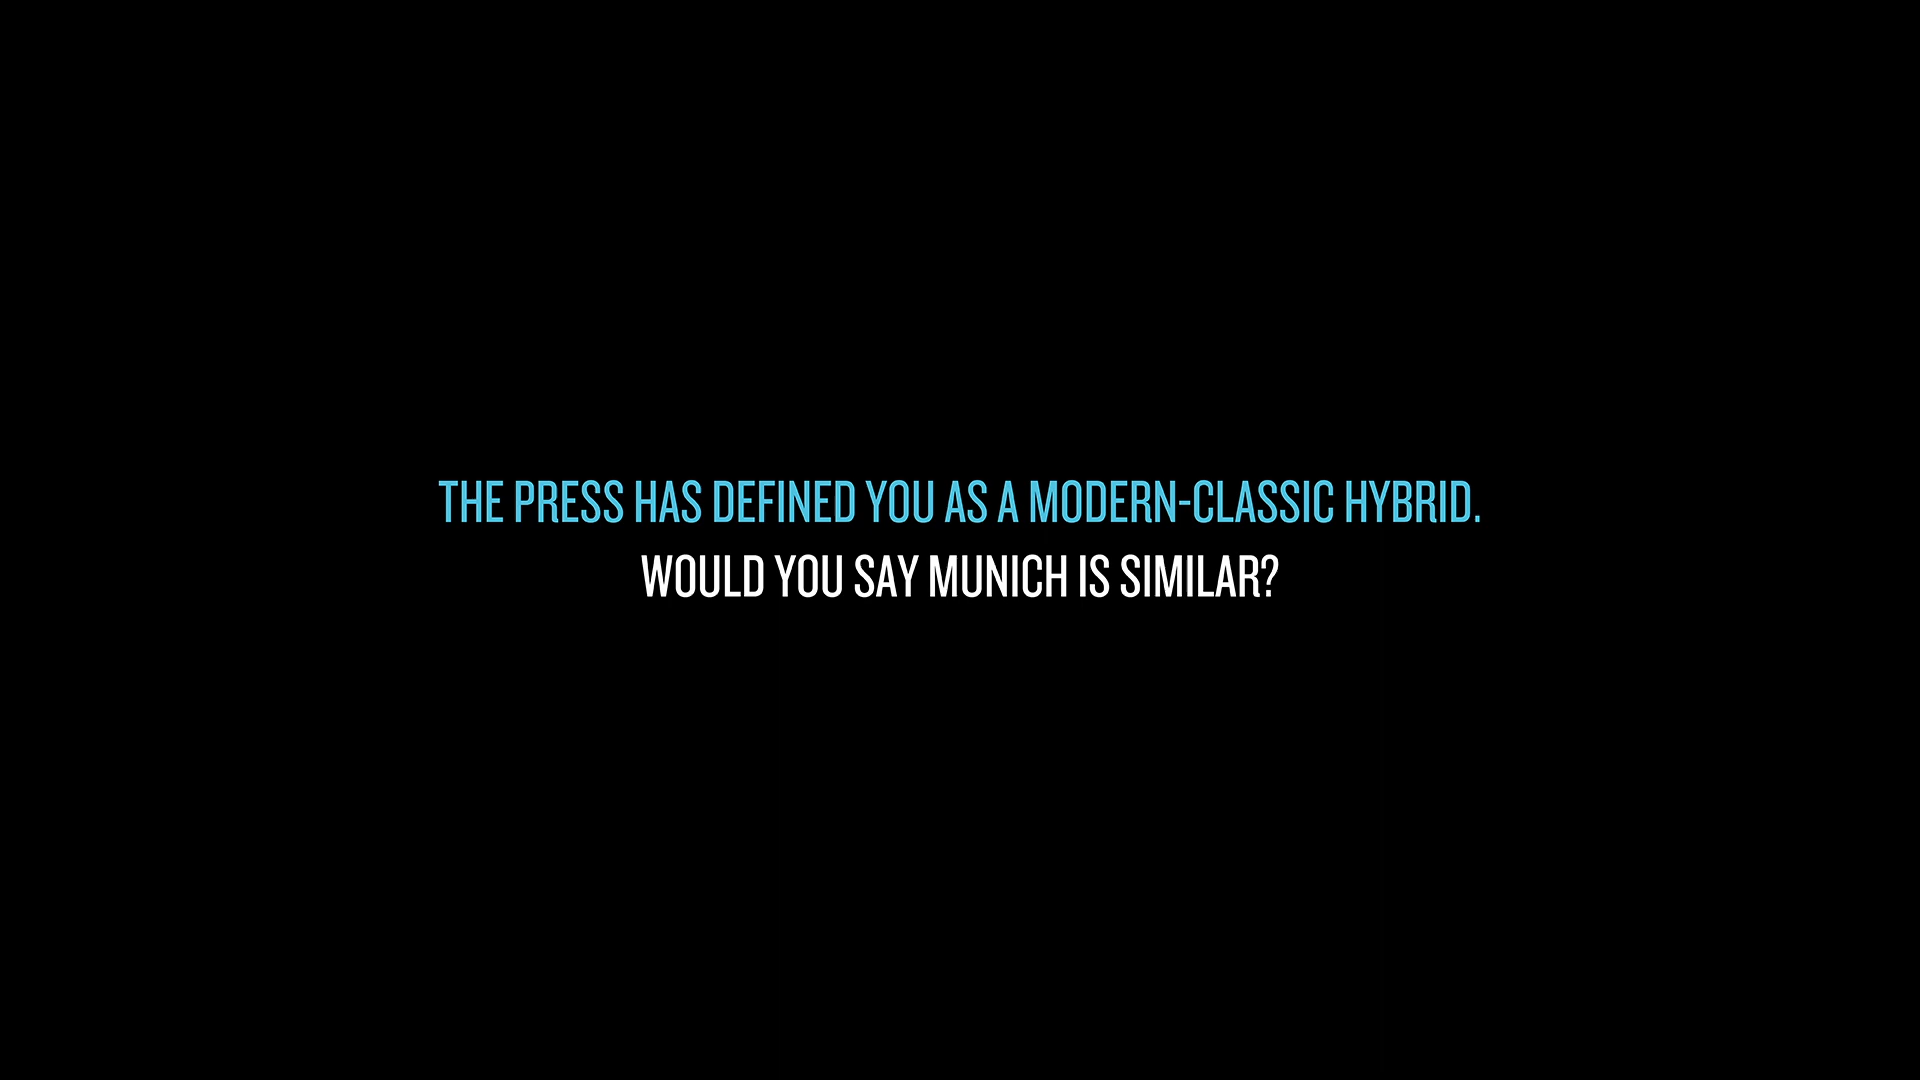 THE PRESS HAS DEFINED YOU AS A MODERN-CLASSIC HYBRID.
WOULD YOU SAY MUNICH IS SIMILAR?